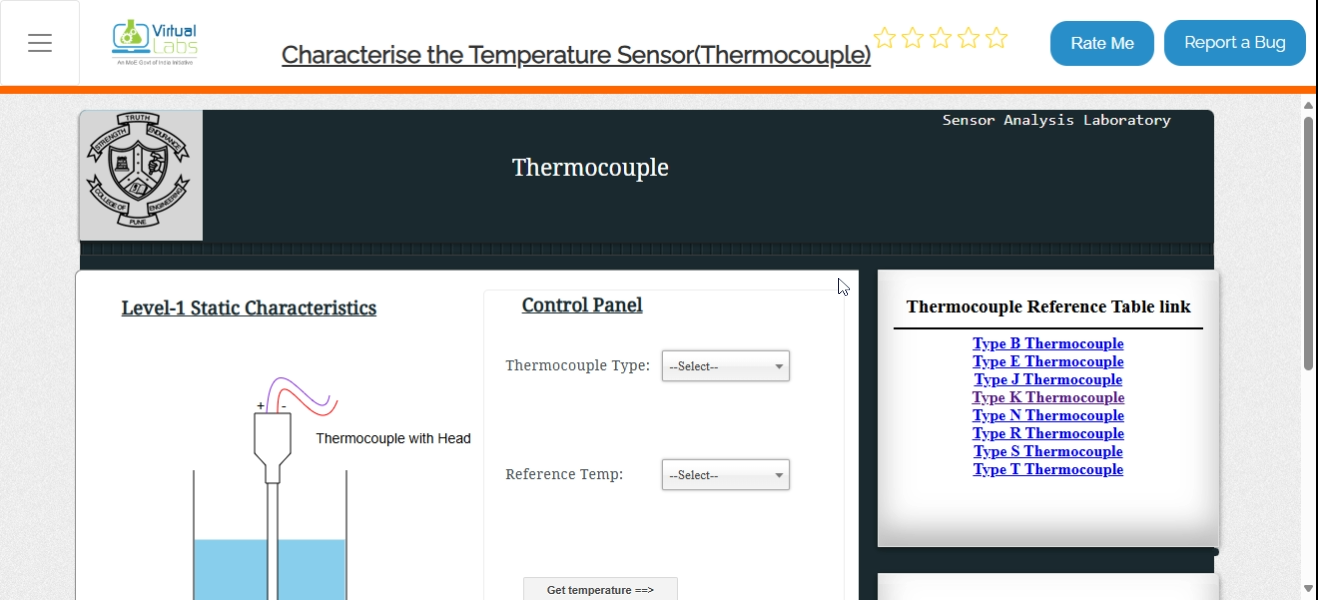 Virtual
Labs
An MoE Govt of India Initiative
Characterise the Temperature Sensor(Thermocouple)
Rate Me
Report a Bug
TRUTH
STRENGTH
ENDURANCE
COLLEGE OF
ENGINEERING
PUNE
Sensor Analysis Laboratory
Thermocouple
Level-1 Static Characteristics
+ -
Thermocouple with Head
Control Panel
Thermocouple Type: --Select--
Reference Temp: --Select--
Get temperature ==>
Thermocouple Reference Table link
Type B Thermocouple
Type E Thermocouple
Type J Thermocouple
Type K Thermocouple
Type N Thermocouple
Type R Thermocouple
Type S Thermocouple
Type T Thermocouple